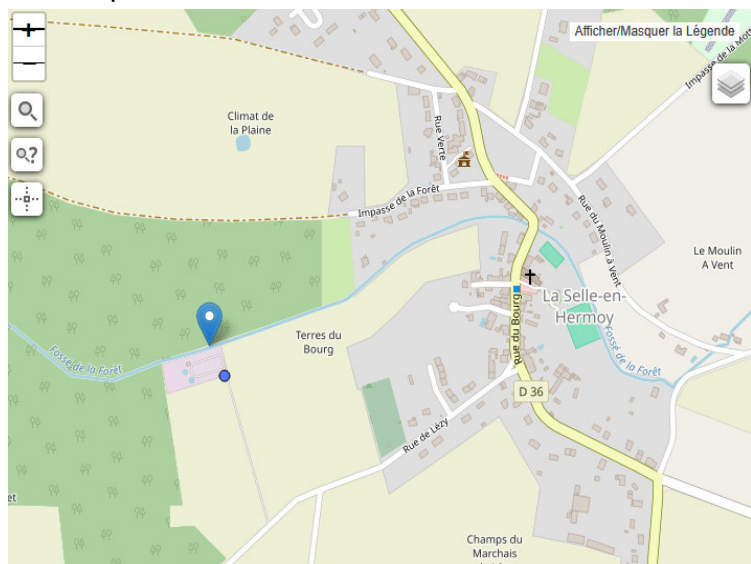 +
Afficher/Masquer la Légende
−
Impasse de la Motte
Climat de
la Plaine
Rue Verte
?
Impasse de la Forêt
Rue du Moulin à Vent
Le Moulin
A Vent
La Selle-en-
Hermoy
Rue du Bourg
Fossé de la Forêt
Terres du
Bourg
Fossé de la Forêt
D 36
Rue de Lézy
et
Champs du
Marchais